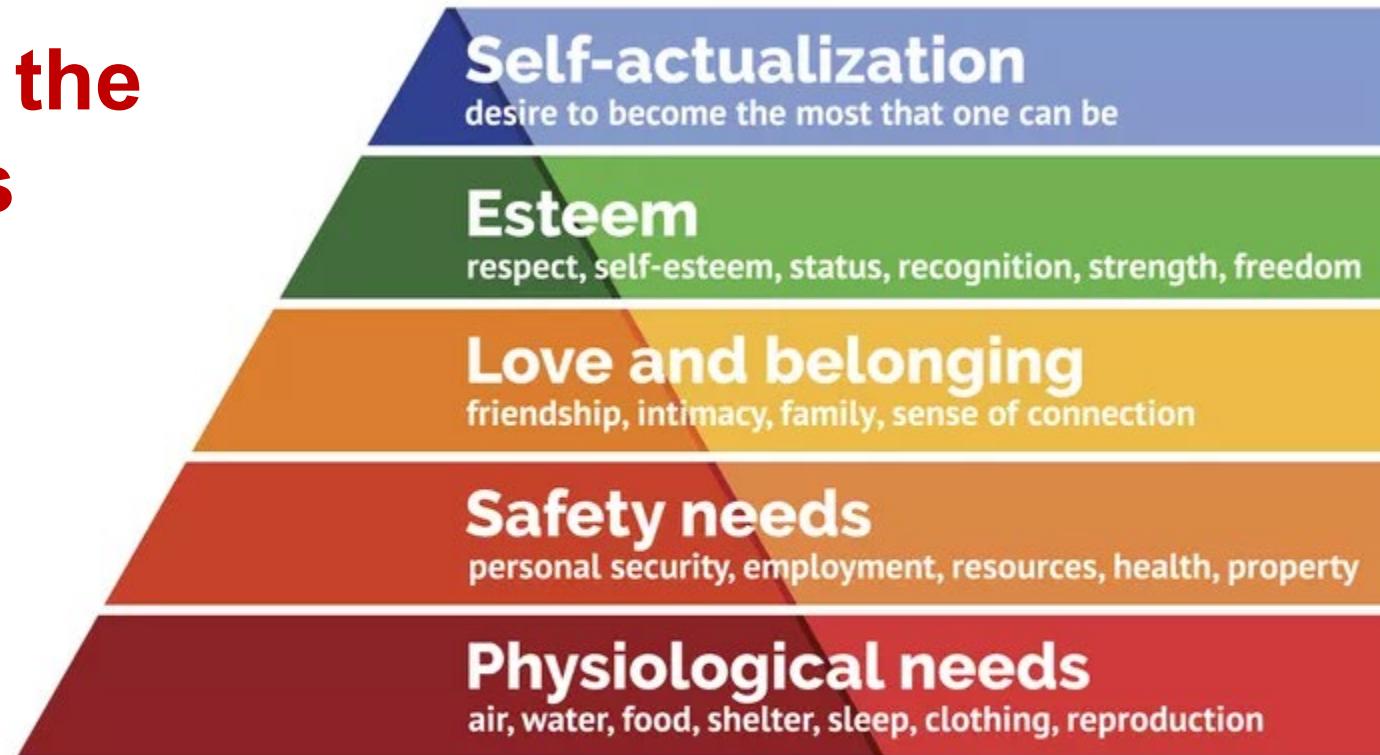 the
s
Self-actualization
desire to become the most that one can be
Esteem
respect, self-esteem, status, recognition, strength, freedom
Love and belonging
friendship, intimacy, family, sense of connection
Safety needs
personal security, employment, resources, health, property
Physiological needs
air, water, food, shelter, sleep, clothing, reproduction